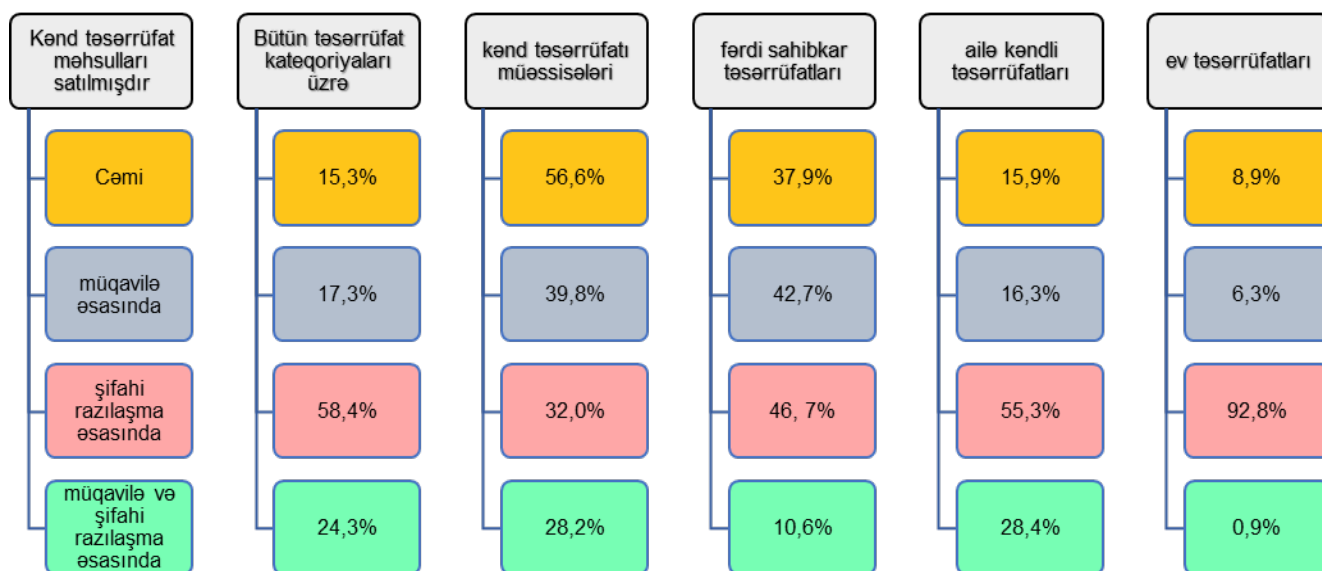 Kənd təsərrüfat
məhsulları
satılmışdır
Bütün təsərrüfat
kateqoriyaları
üzrə
kənd təsərrüfatı
müəssisələri
fərdi sahibkar
təsərrüfatları
ailə kəndli
təsərrüfatları
ev təsərrüfatları
Cəmi
15,3%
56,6%
37,9%
15,9%
8,9%
müqavilə
əsasında
17,3%
39,8%
42,7%
16,3%
6,3%
şifahi
razılaşma
əsasında
58,4%
32,0%
46, 7%
55,3%
92,8%
müqavilə və
şifahi
razılaşma
əsasında
24,3%
28,2%
10,6%
28,4%
0,9%